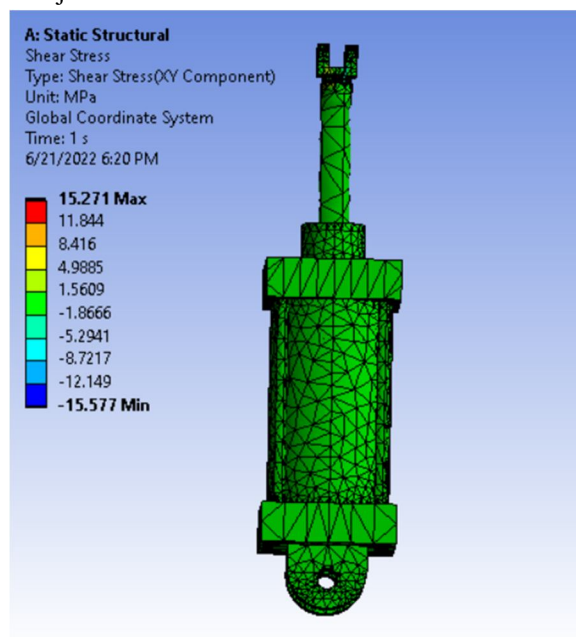 A: Static Structural
Shear Stress
Type: Shear Stress(XY Component)
Unit: MPa
Global Coordinate System
Time: 1 s
6/21/2022 6:20 PM
15.271 Max
11.844
8.416
4.9885
1.5609
-1.8666
-5.2941
-8.7217
-12.149
-15.577 Min